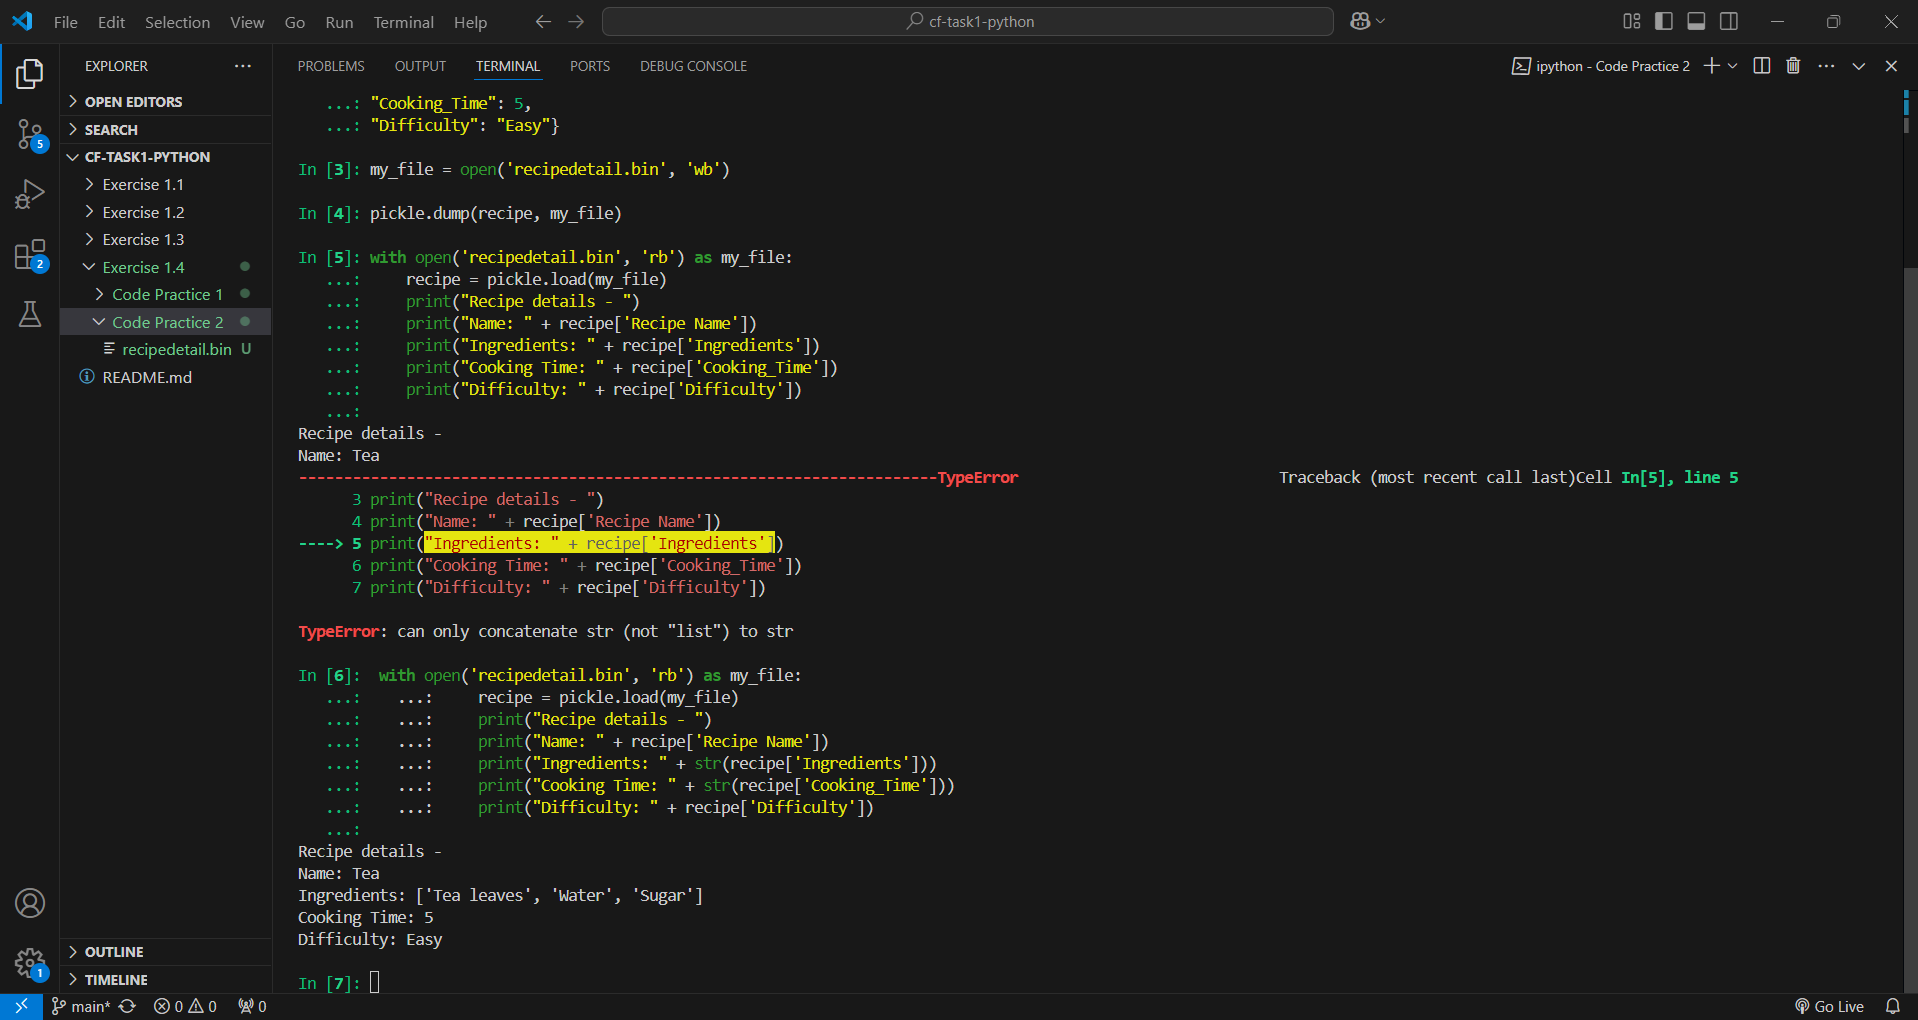 File Edit Selection View Go Run Terminal Help cf-task1-python
EXPLORER
OPEN EDITORS
SEARCH
CF-TASK1-PYTHON
Exercise 1.1
Exercise 1.2
Exercise 1.3
Exercise 1.4
Code Practice 1
Code Practice 2
recipedetail.bin U
README.md
OUTLINE
TIMELINE
5
2
1
PROBLEMS OUTPUT TERMINAL PORTS DEBUG CONSOLE ipython - Code Practice 2
...: "Cooking_Time": 5,
...: "Difficulty": "Easy"}
In [3]: my_file = open('recipedetail.bin', 'wb')
In [4]: pickle.dump(recipe, my_file)
In [5]: with open('recipedetail.bin', 'rb') as my_file:
...:     recipe = pickle.load(my_file)
...:     print("Recipe details - ")
...:     print("Name: " + recipe['Recipe Name'])
...:     print("Ingredients: " + recipe['Ingredients'])
...:     print("Cooking Time: " + recipe['Cooking_Time'])
...:     print("Difficulty: " + recipe['Difficulty'])
...:
Recipe details -
Name: Tea
-----------------------------------------------------------------------TypeError                             Traceback (most recent call last)Cell In[5], line 5
3 print("Recipe details - ")
4 print("Name: " + recipe['Recipe Name'])
----> 5 print("Ingredients: " + recipe['Ingredients'])
6 print("Cooking Time: " + recipe['Cooking_Time'])
7 print("Difficulty: " + recipe['Difficulty'])
TypeError: can only concatenate str (not "list") to str
In [6]:  with open('recipedetail.bin', 'rb') as my_file:
...:    ...:     recipe = pickle.load(my_file)
...:    ...:     print("Recipe details - ")
...:    ...:     print("Name: " + recipe['Recipe Name'])
...:    ...:     print("Ingredients: " + str(recipe['Ingredients']))
...:    ...:     print("Cooking Time: " + str(recipe['Cooking_Time']))
...:    ...:     print("Difficulty: " + recipe['Difficulty'])
...:
Recipe details -
Name: Tea
Ingredients: ['Tea leaves', 'Water', 'Sugar']
Cooking Time: 5
Difficulty: Easy
In [7]:
main* 0 0 0 Go Live